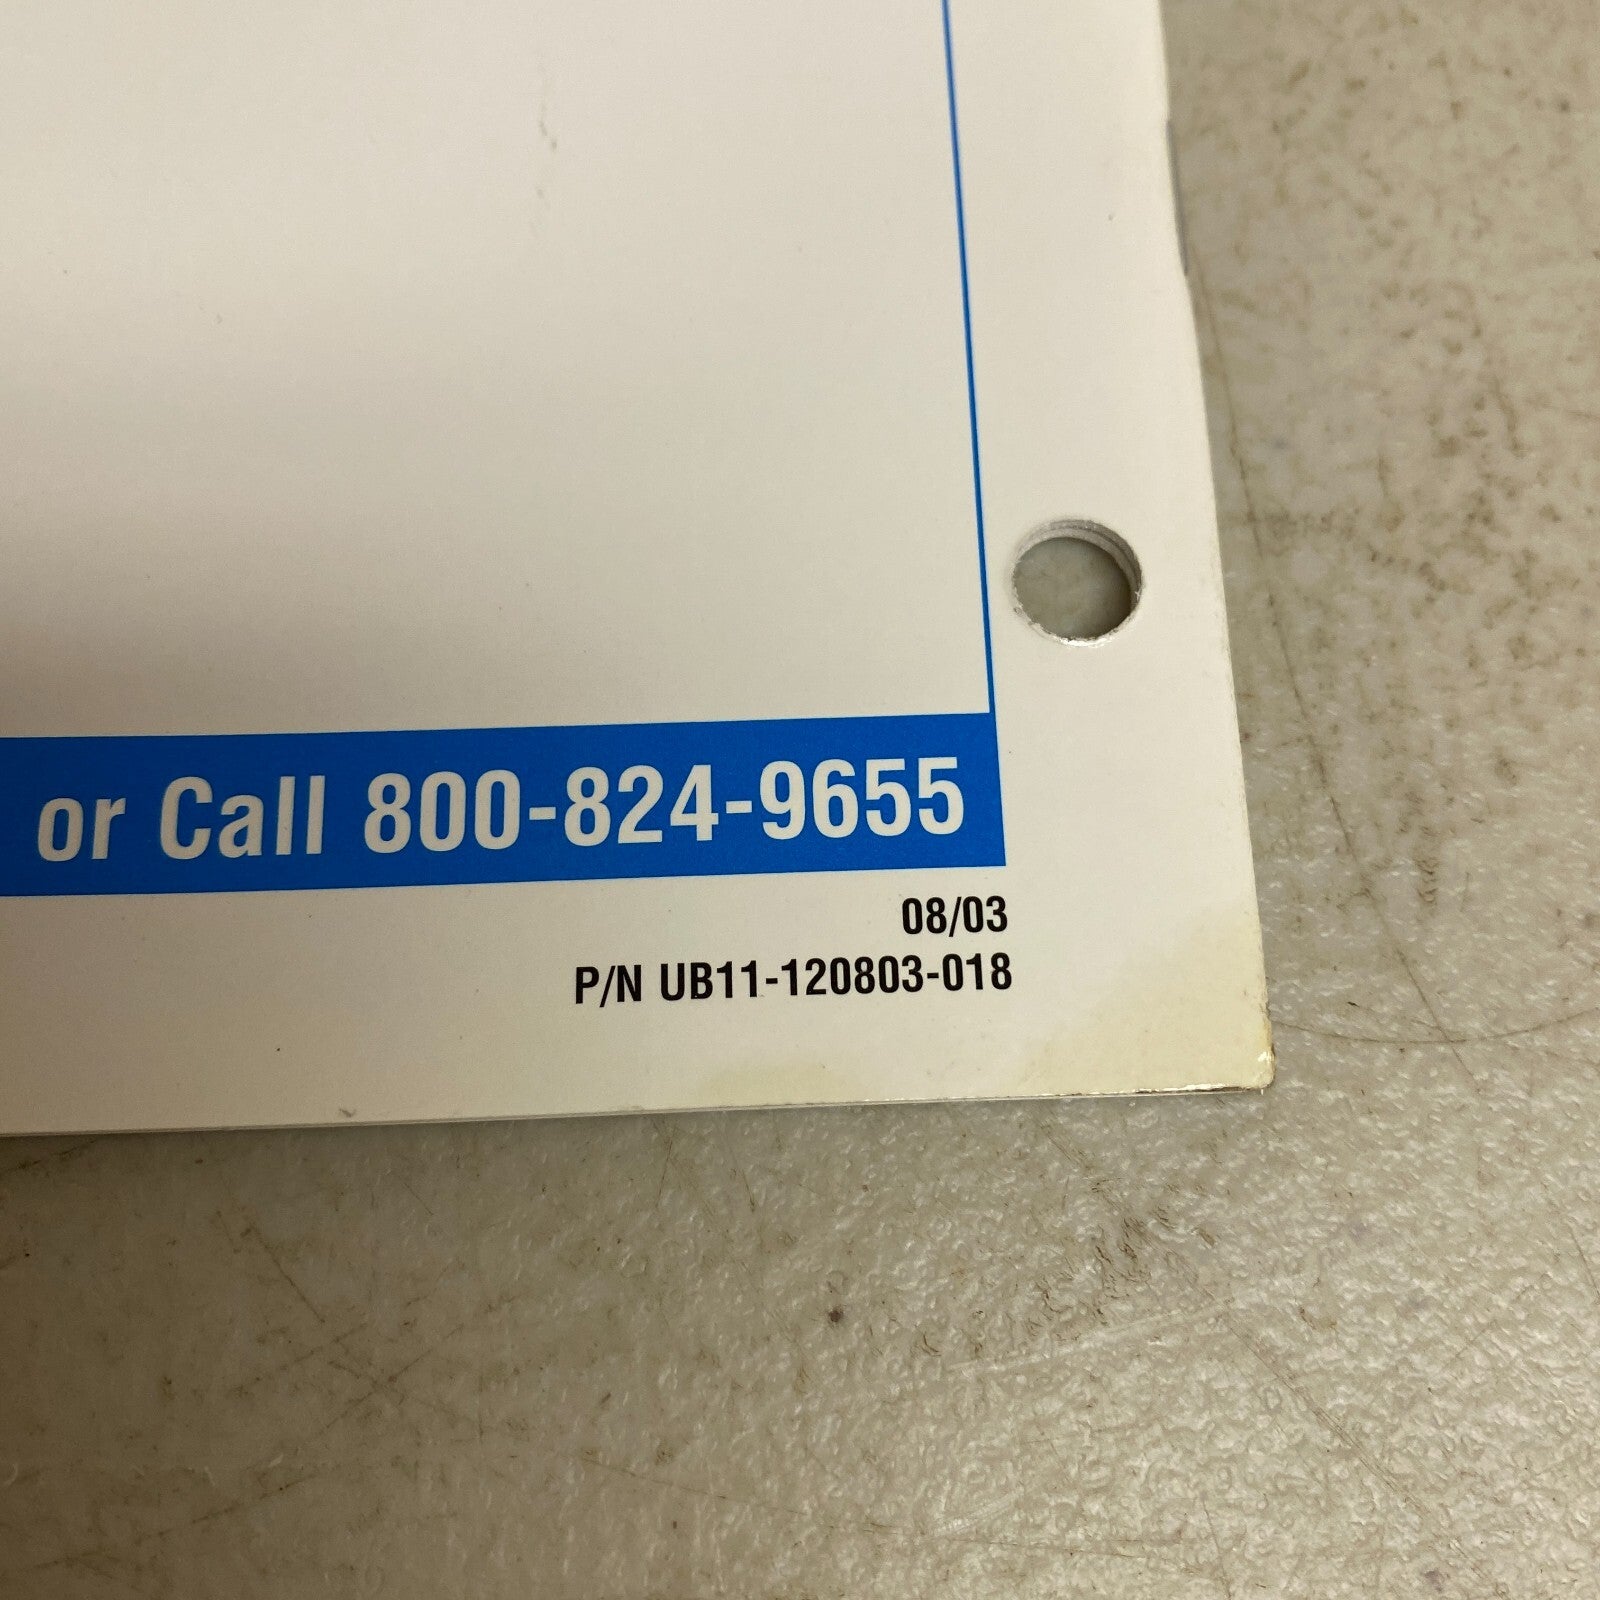 or Call 800-824-9655
08/03
P/N UB11-120803-018